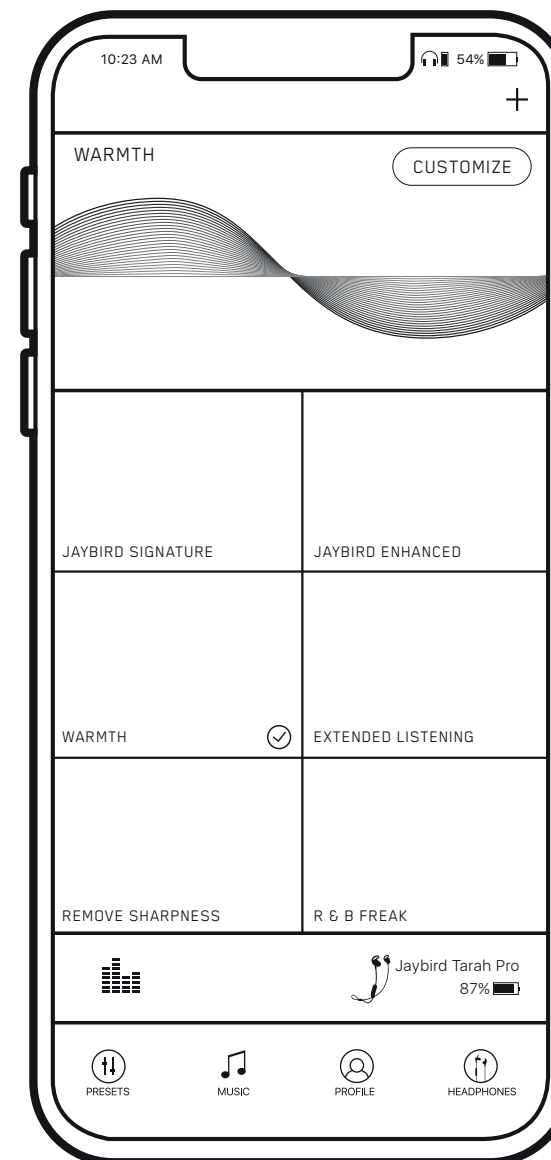 10:23 AM
54%
+
WARMTH
CUSTOMIZE
JAYBIRD SIGNATURE
JAYBIRD ENHANCED
WARMTH
EXTENDED LISTENING
REMOVE SHARPNESS
R & B FREAK
Jaybird Tarah Pro
87%
PRESETS
MUSIC
PROFILE
HEADPHONES